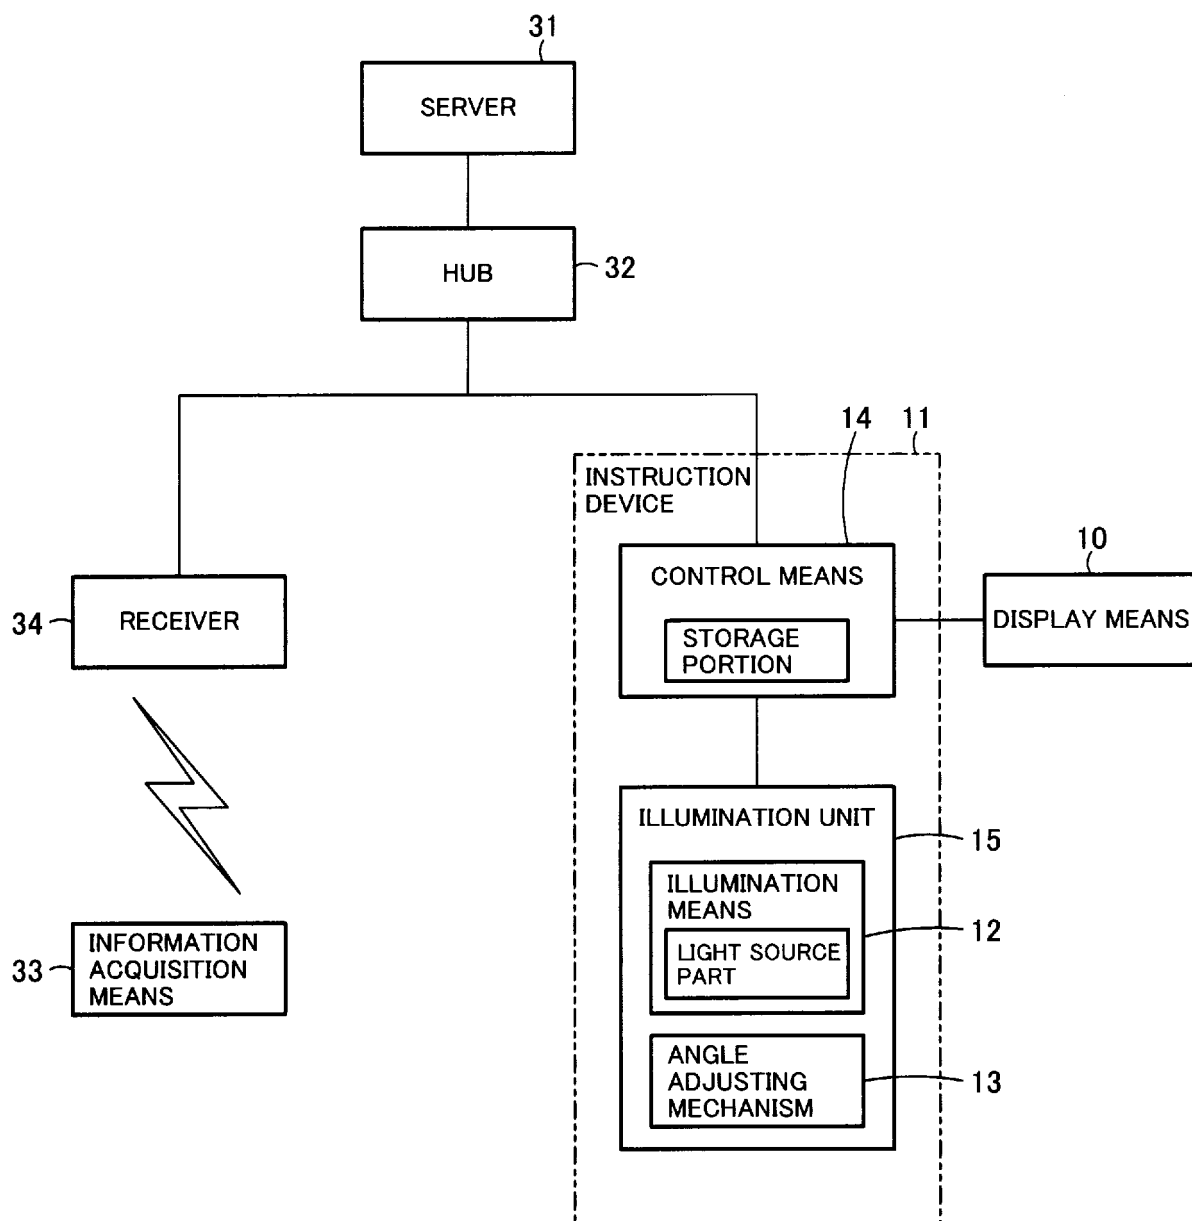 31
SERVER
HUB
32
14
11
INSTRUCTION
DEVICE
10
CONTROL MEANS
34
RECEIVER
DISPLAY MEANS
STORAGE
PORTION
ILLUMINATION UNIT
15
ILLUMINATION
MEANS
12
LIGHT SOURCE
PART
33
INFORMATION
ACQUISITION
MEANS
ANGLE
ADJUSTING
MECHANISM
13